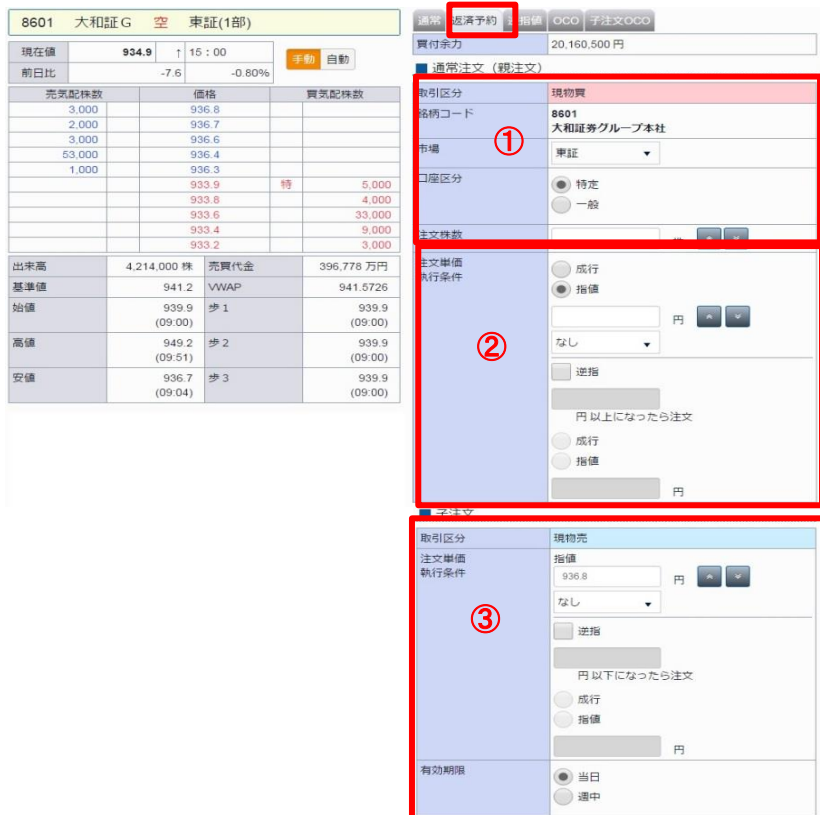 8601 大和証G 空 東証(1部)
現在値 934.9 ↑ 15:00
手動 自動
前日比 -7.6 -0.80%
売気配株数 価格 買気配株数
3,000 936.8
2,000 936.7
3,000 936.6
53,000 936.4
1,000 936.3
933.9 特 5,000
933.8 4,000
933.6 33,000
933.4 9,000
933.2 3,000
出来高 4,214,000 株 売買代金 396,778 万円
基準値 941.2 VWAP 941.5726
始値 939.9 歩1 939.9
(09:00) (09:00)
高値 949.2 歩2 939.9
(09:51) (09:00)
安値 936.7 歩3 939.9
(09:04) (09:00)
通常 返済予約 逆指値 OCO 子注文OCO
買付余力 20,160,500 円
■ 通常注文(親注文)
取引区分 現物買
銘柄コード 8601
大和証券グループ本社
①
市場 東証
口座区分 特定
一般
注文株数
注文単価 成行
執行条件 指値
円
②
なし
逆指
円以上になったら注文
成行
指値
円
■ 子注文
取引区分 現物売
注文単価 指値
執行条件 936.8 円
なし
③
逆指
円以下になったら注文
成行
指値
円
有効期限 当日
週中